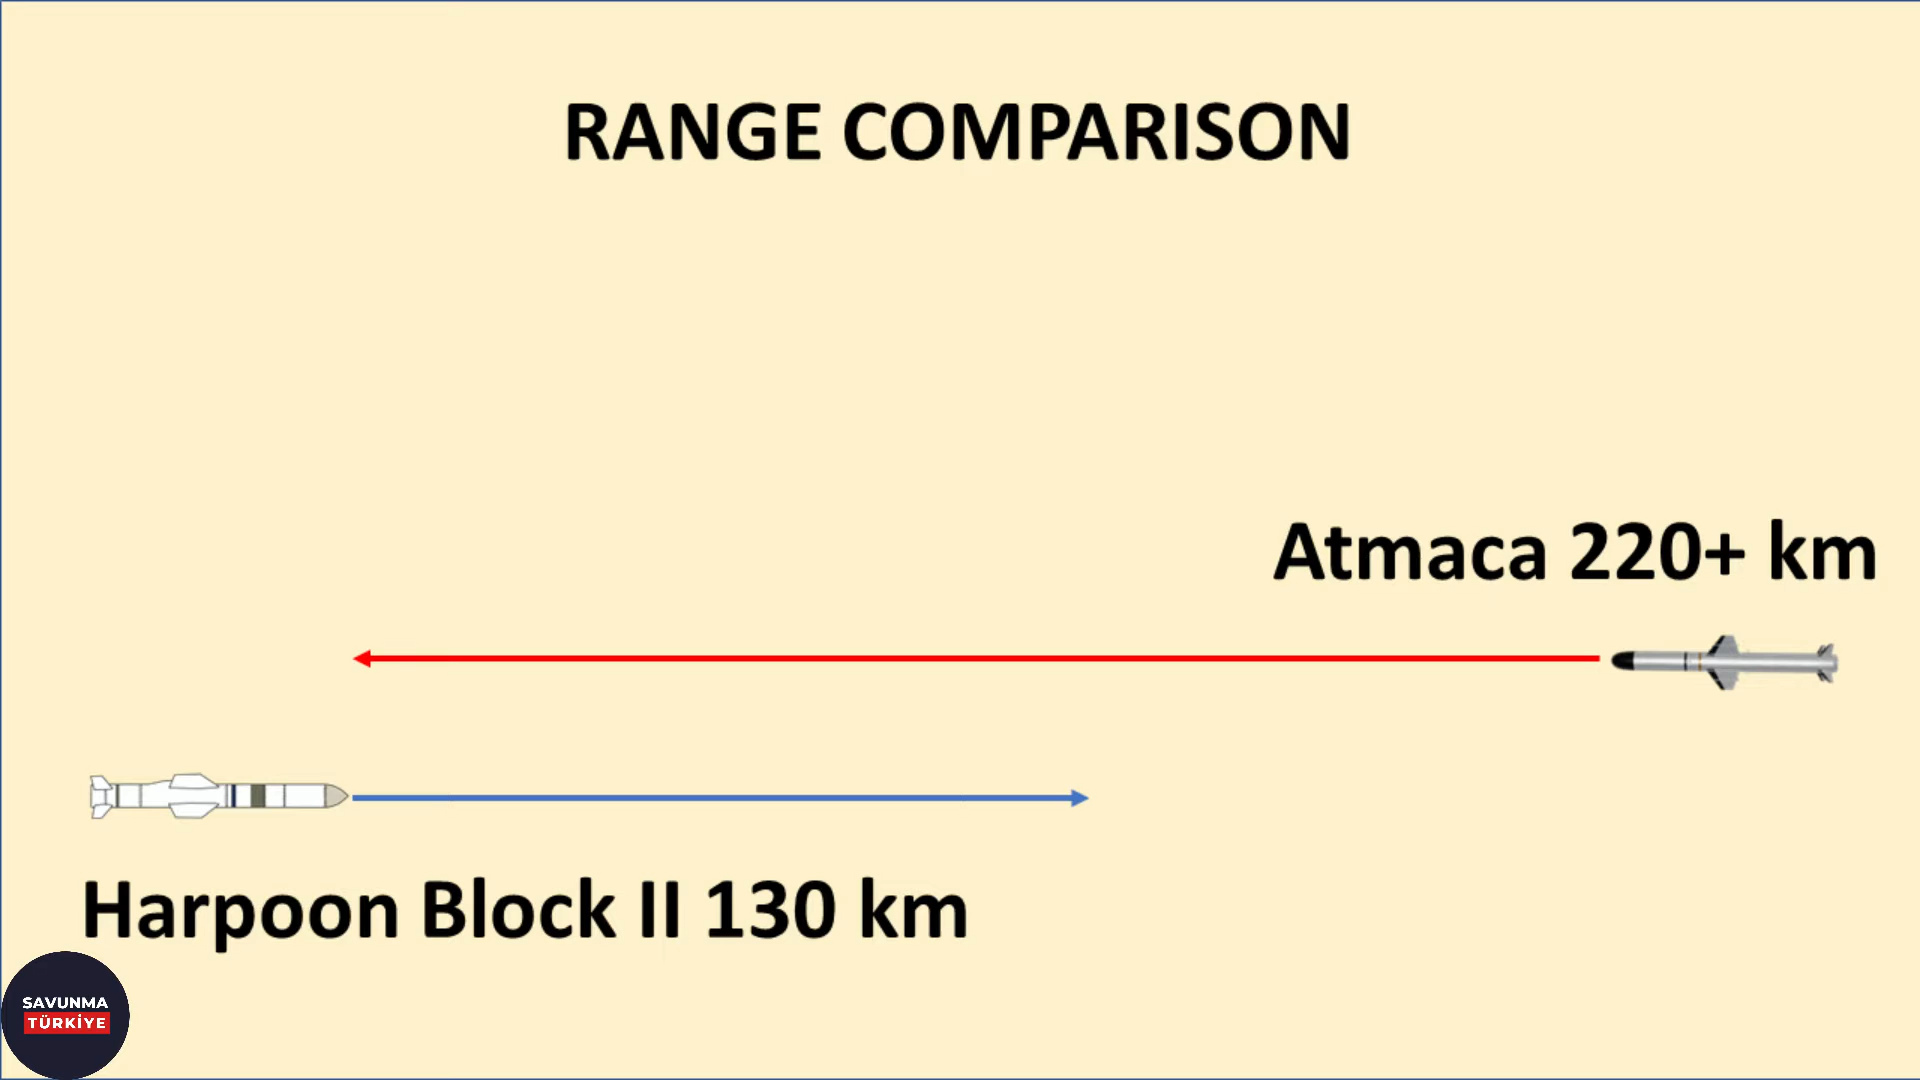 RANGE COMPARISON
Atmaca 220+ km
Harpoon Block II 130 km
SAVUNMA
TÜRKİYE